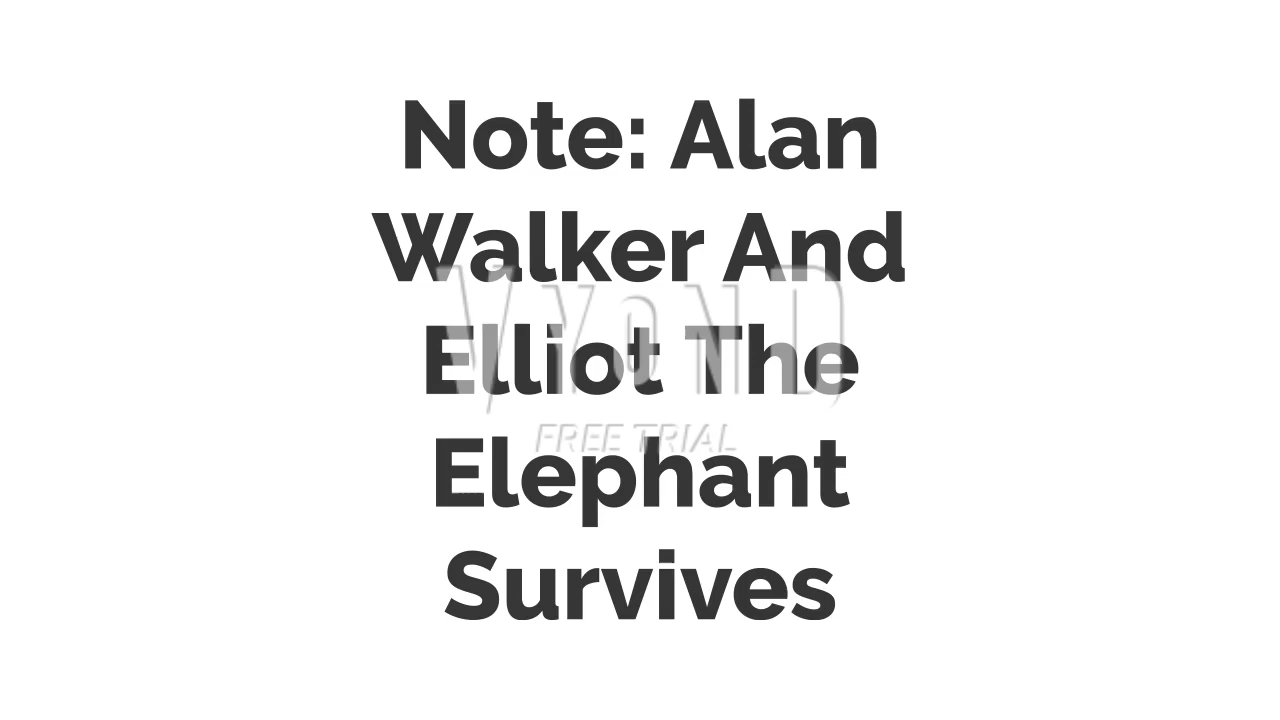 Note: Alan
Walker And
Elliot The
Elephant
Survives
VYOND
FREE TRIAL